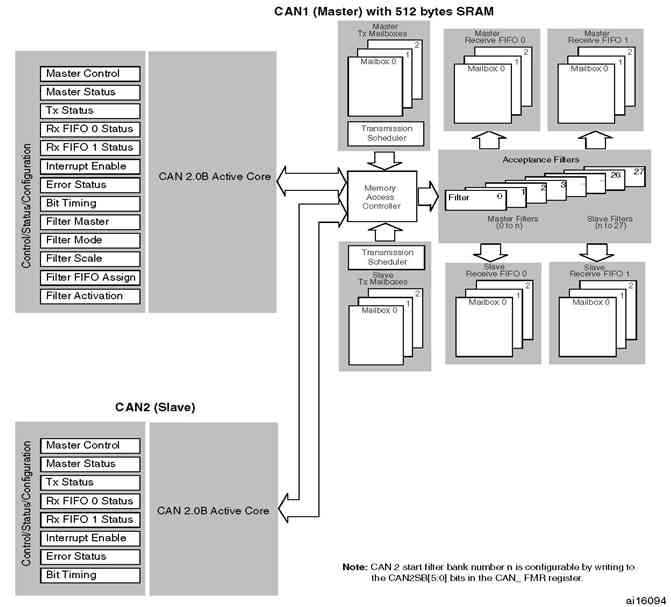 CAN1 (Master) with 512 bytes SRAM
Control/Status/Configuration
Master Control
Master Status
Tx Status
Rx FIFO 0 Status
Rx FIFO 1 Status
Interrupt Enable
Error Status
Bit Timing
Filter Master
Filter Mode
Filter Scale
Filter FIFO Assign
Filter Activation
CAN 2.0B Active Core
Master
Tx Mailboxes
2
1
Mailbox 0
Transmission
Scheduler
Memory
Access
Controller
Transmission
Scheduler
Slave
Tx Mailboxes
2
1
Mailbox 0
Master
Receive FIFO 0
2
1
Mailbox 0
Master
Receive FIFO 1
2
1
Mailbox 0
Acceptance Filters
Filter 0 1 2 3 .. .. 26 27
Master Filters
(0 to n)
Slave Filters
(n to 27)
Slave
Receive FIFO 0
2
1
Mailbox 0
Slave
Receive FIFO 1
2
1
Mailbox 0
CAN2 (Slave)
Control/Status/Configuration
Master Control
Master Status
Tx Status
Rx FIFO 0 Status
Rx FIFO 1 Status
Interrupt Enable
Error Status
Bit Timing
CAN 2.0B Active Core
Note: CAN 2 start filter bank number n is configurable by writing to
the CAN2SB[5:0] bits in the CAN_ FMR register.
ai16094